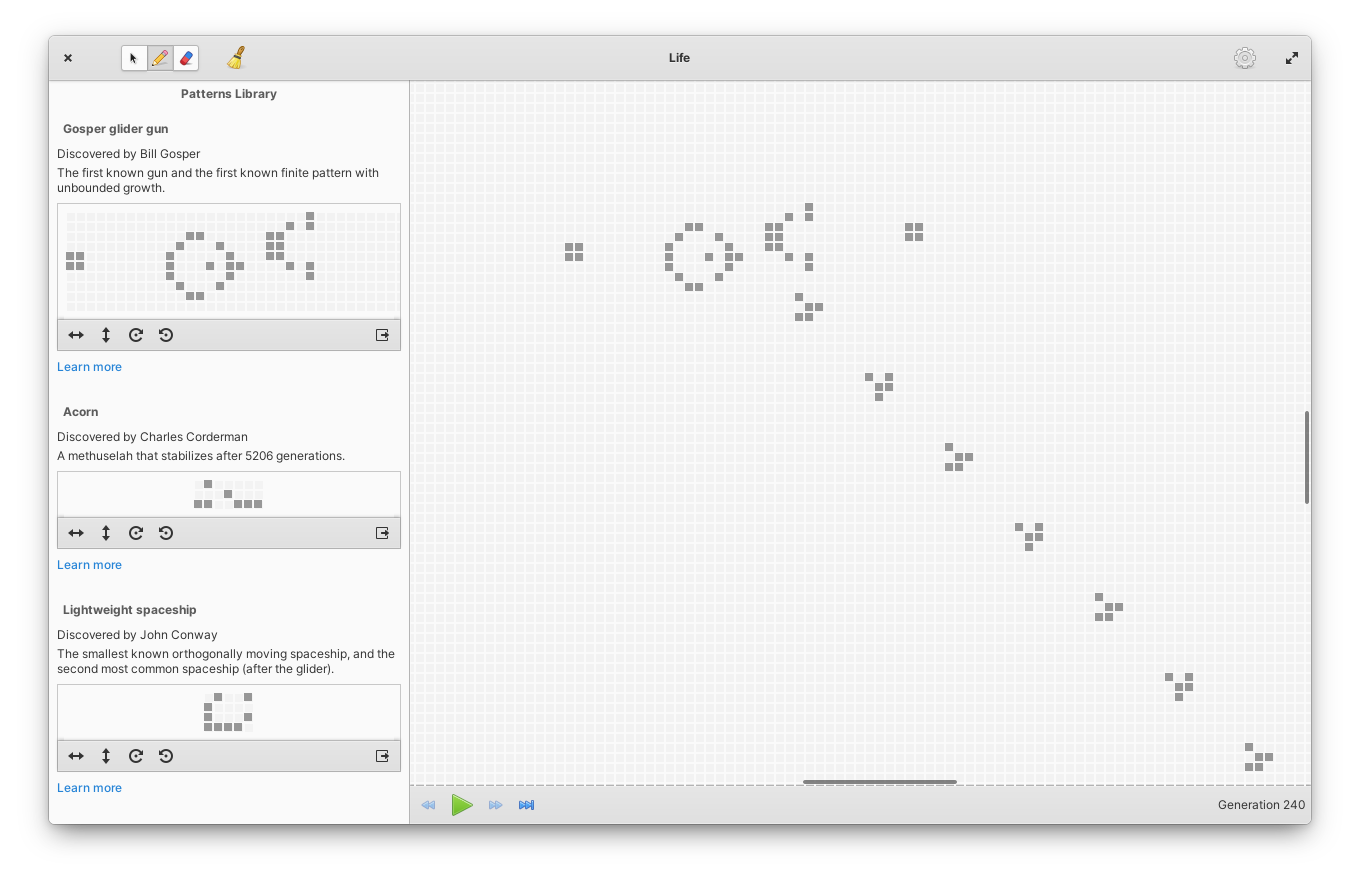 Life
Patterns Library
Gosper glider gun
Discovered by Bill Gosper
The first known gun and the first known finite pattern with
unbounded growth.
Learn more
Acorn
Discovered by Charles Corderman
A methuselah that stabilizes after 5206 generations.
Learn more
Lightweight spaceship
Discovered by John Conway
The smallest known orthogonally moving spaceship, and the
second most common spaceship (after the glider).
Learn more
Generation 240